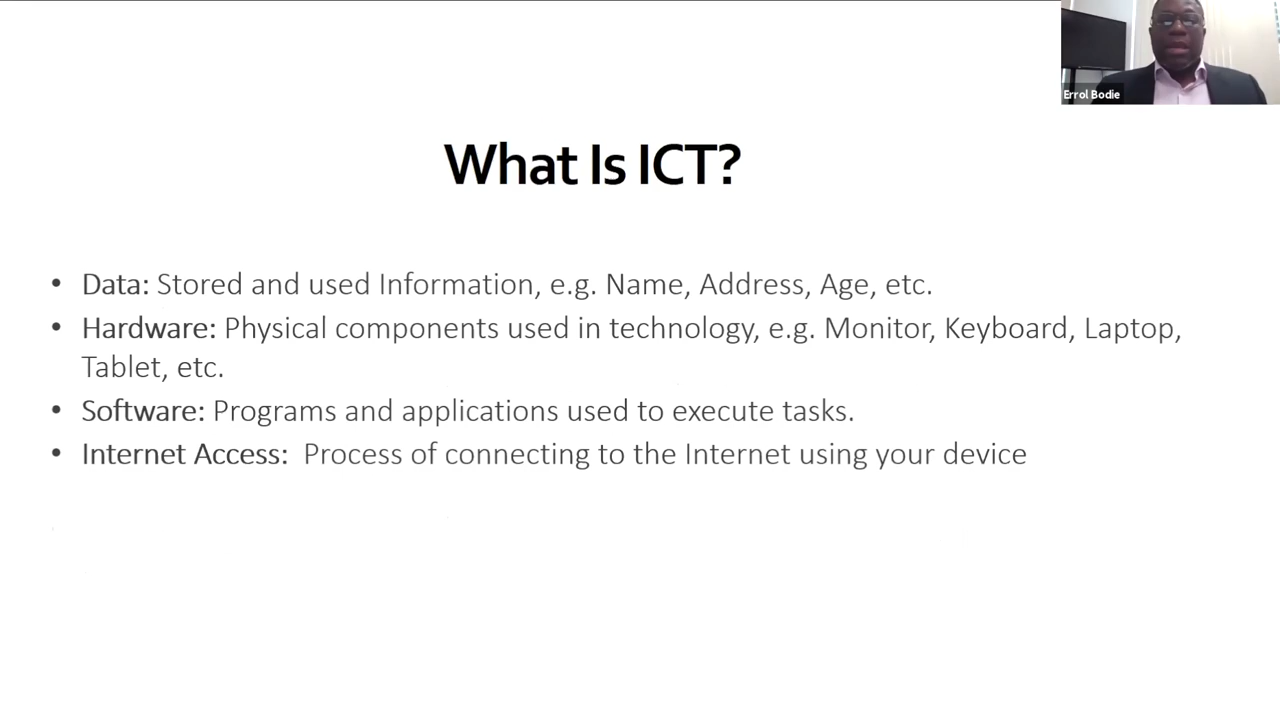 Errol Bodie
What Is ICT?
• Data: Stored and used Information, e.g. Name, Address, Age, etc.
• Hardware: Physical components used in technology, e.g. Monitor, Keyboard, Laptop,
Tablet, etc.
• Software: Programs and applications used to execute tasks.
• Internet Access:  Process of connecting to the Internet using your device